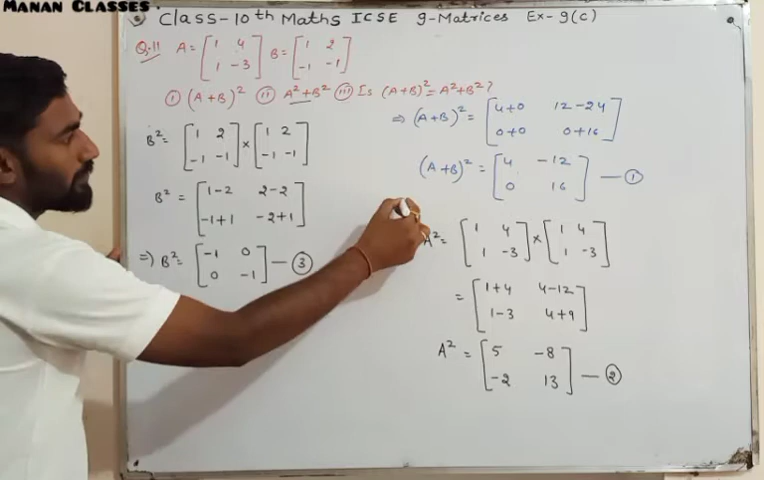 MANAN CLASSES.
Class-10th Maths ICSE 9-Matrices Ex-9(c)
Q.11 A = [1 4 B = [1 2
1 -3] -1 -1]
① (A+B)² ② A²+B² ③ Is (A+B)² = A²+B²?
B² = [1 2 × [1 2
-1 -1] -1 -1]
B² = [1-2 2-2
-1+1 -2+1]
⇒) B² = [-1 0
0 -1] — ③
⇒ (A+B)² = [4+0 12-24
0+0 0+16]
(A+B)² = [4 -12
0 16] — ①
A² = [1 4 × [1 4
1 -3] 1 -3]
= [1+4 4-12
1-3 4+9]
A² = [5 -8
-2 13] — ②